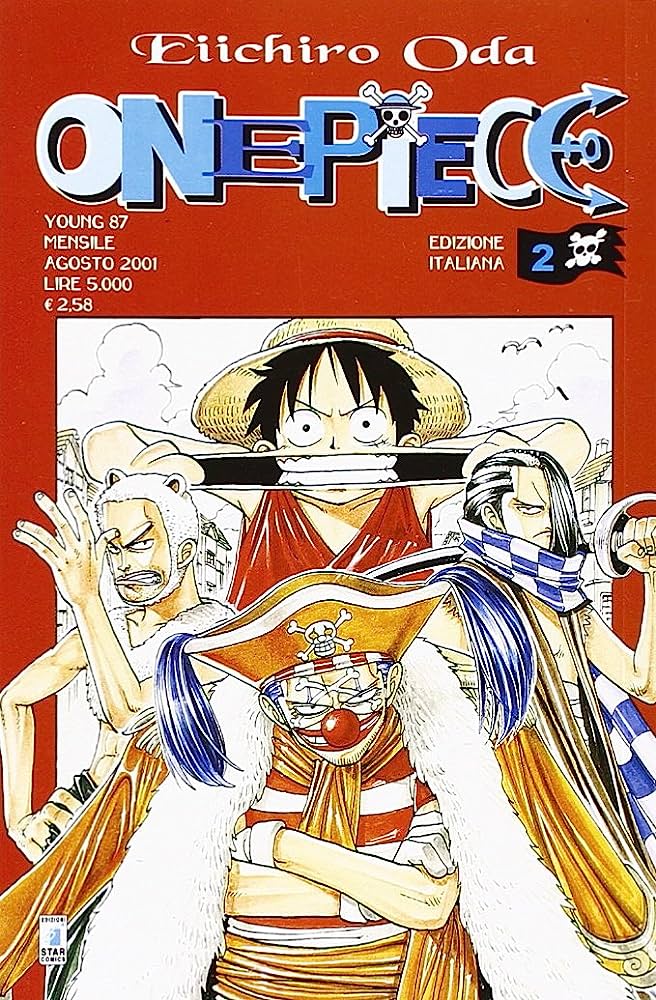 Eiichiro Oda
ONE PIECE
YOUNG 87
MENSILE
AGOSTO 2001
LIRE 5.000
€ 2,58
EDIZIONE
ITALIANA
2
EDIZIONI
STAR
COMICS